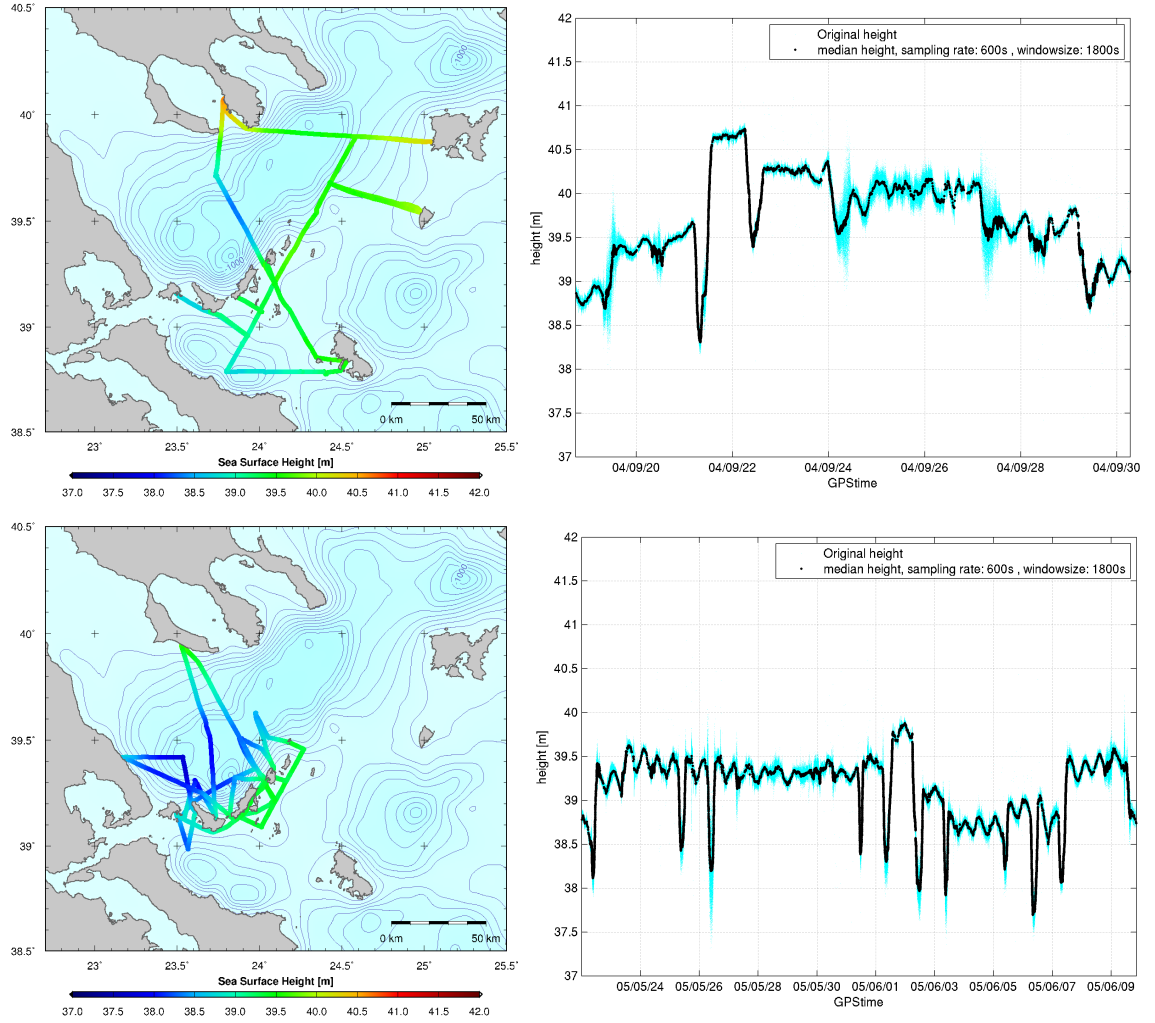 40.5˚
40˚
39.5˚
39˚
38.5˚
1000
1000
0 km 50 km
23˚ 23.5˚ 24˚ 24.5˚ 25˚ 25.5˚
Sea Surface Height [m]
37.0 37.5 38.0 38.5 39.0 39.5 40.0 40.5 41.0 41.5 42.0
42
41.5
41
40.5
40
39.5
39
38.5
38
37.5
37
height [m]
Original height
median height, sampling rate: 600s , windowsize: 1800s
04/09/20 04/09/22 04/09/24 04/09/26 04/09/28 04/09/30
GPStime
40.5˚
40˚
39.5˚
39˚
38.5˚
1000
0 km 50 km
23˚ 23.5˚ 24˚ 24.5˚ 25˚ 25.5˚
Sea Surface Height [m]
37.0 37.5 38.0 38.5 39.0 39.5 40.0 40.5 41.0 41.5 42.0
42
41.5
41
40.5
40
39.5
39
38.5
38
37.5
37
height [m]
Original height
median height, sampling rate: 600s , windowsize: 1800s
05/05/24 05/05/26 05/05/28 05/05/30 05/06/01 05/06/03 05/06/05 05/06/07 05/06/09
GPStime